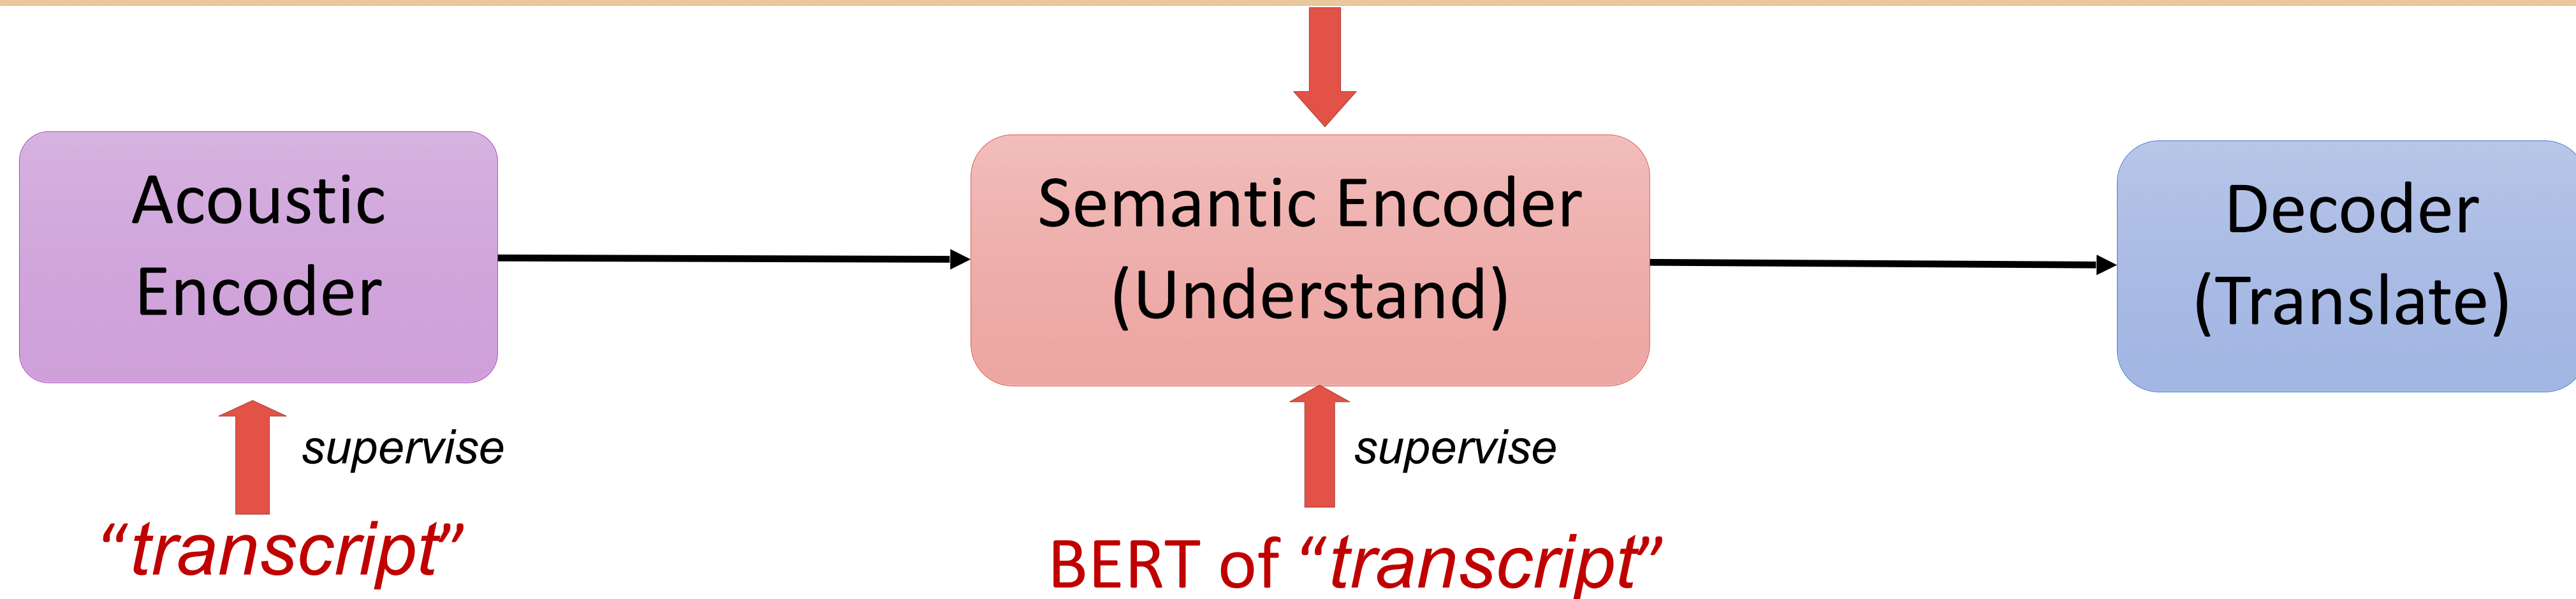 Acoustic
Encoder
Semantic Encoder
(Understand)
Decoder
(Translate)
supervise
supervise
“transcript”
BERT of “transcript”